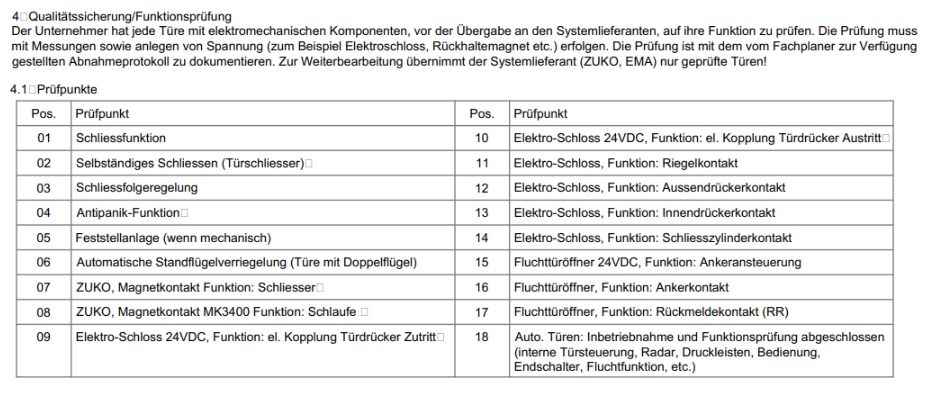 4□Qualitätssicherung/Funktionsprüfung
Der Unternehmer hat jede Türe mit elektromechanischen Komponenten, vor der Übergabe an den Systemlieferanten, auf ihre Funktion zu prüfen. Die Prüfung muss
mit Messungen sowie anlegen von Spannung (zum Beispiel Elektroschloss, Rückhaltemagnet etc.) erfolgen. Die Prüfung ist mit dem vom Fachplaner zur Verfügung
gestellten Abnahmeprotokoll zu dokumentieren. Zur Weiterbearbeitung übernimmt der Systemlieferant (ZUKO, EMA) nur geprüfte Türen!
4.1□Prüfpunkte
Pos. Prüfpunkt Pos. Prüfpunkt
01 Schliessfunktion 10 Elektro-Schloss 24VDC, Funktion: el. Kopplung Türdrücker Austritt□
02 Selbständiges Schliessen (Türschliesser)□ 11 Elektro-Schloss, Funktion: Riegelkontakt
03 Schliessfolgeregelung 12 Elektro-Schloss, Funktion: Aussendrückerkontakt
04 Antipanik-Funktion□ 13 Elektro-Schloss, Funktion: Innendrückerkontakt
05 Feststellanlage (wenn mechanisch) 14 Elektro-Schloss, Funktion: Schliesszylinderkontakt
06 Automatische Standflügelverriegelung (Türe mit Doppelflügel) 15 Fluchttüröffner 24VDC, Funktion: Ankeransteuerung
07 ZUKO, Magnetkontakt Funktion: Schliesser□ 16 Fluchttüröffner, Funktion: Ankerkontakt
08 ZUKO, Magnetkontakt MK3400 Funktion: Schlaufe □ 17 Fluchttüröffner, Funktion: Rückmeldekontakt (RR)
09 Elektro-Schloss 24VDC, Funktion: el. Kopplung Türdrücker Zutritt□ 18 Auto. Türen: Inbetriebnahme und Funktionsprüfung abgeschlossen
(interne Türsteuerung, Radar, Druckleisten, Bedienung,
Endschalter, Fluchtfunktion, etc.)